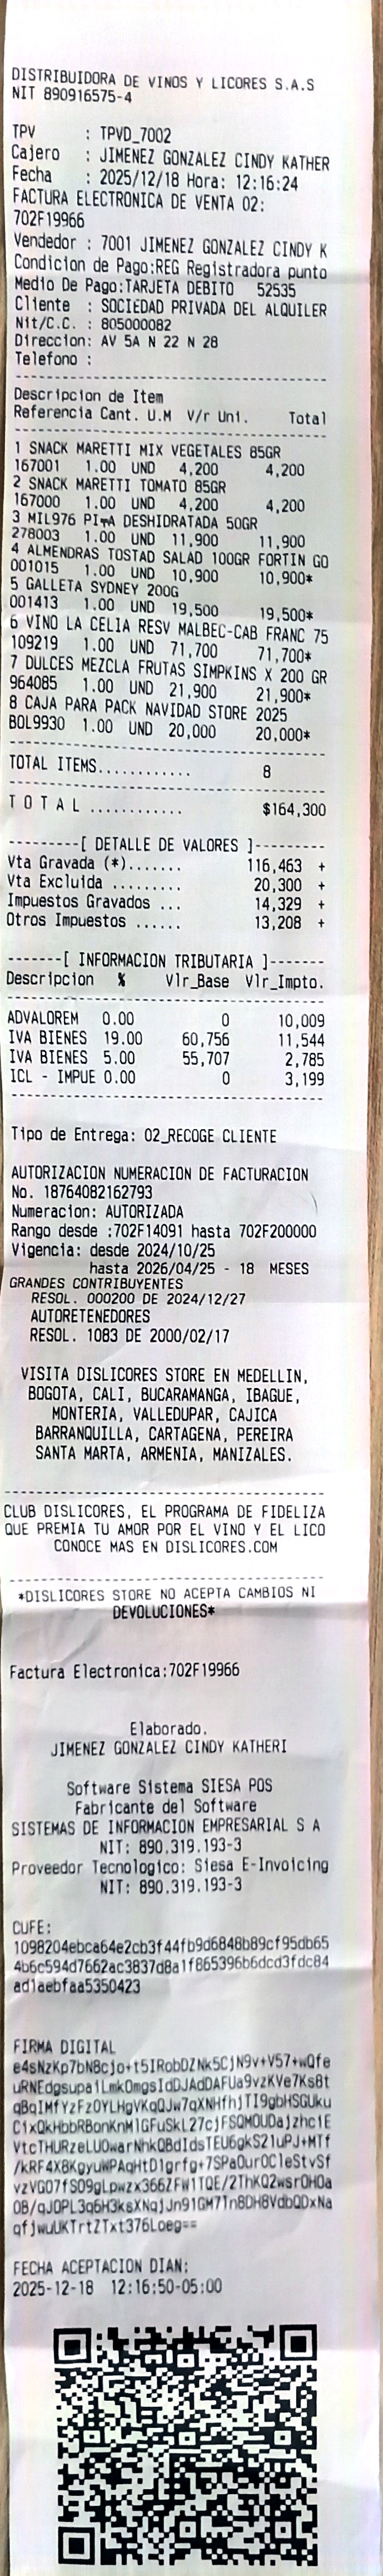 DISTRIBUIDORA DE VINOS Y LICORES S.A.S
NIT 890916575-4
TPV : TPVD_7002
Cajero : JIMENEZ GONZALEZ CINDY KATHER
Fecha : 2025/12/18 Hora: 12:16:24
FACTURA ELECTRONICA DE VENTA 02:
702F19966
Vendedor : 7001 JIMENEZ GONZALEZ CINDY K
Condicion de Pago:REG Registradora punto
Medio De Pago:TARJETA DEBITO 52535
Cliente : SOCIEDAD PRIVADA DEL ALQUILER
Nit/C.C. : 805000082
Direccion: AV 5A N 22 N 28
Telefono :
----------------------------------------
Descripcion de Item
Referencia Cant. U.M V/r Uni. Total
----------------------------------------
1 SNACK MARETTI MIX VEGETALES 85GR
167001 1.00 UND 4,200 4,200
2 SNACK MARETTI TOMATO 85GR
167000 1.00 UND 4,200 4,200
3 MIL976 PI¬A DESHIDRATADA 50GR
278003 1.00 UND 11,900 11,900
4 ALMENDRAS TOSTAD SALAD 100GR FORTIN GO
001015 1.00 UND 10,900 10,900*
5 GALLETA SYDNEY 200G
001413 1.00 UND 19,500 19,500*
6 VINO LA CELIA RESV MALBEC-CAB FRANC 75
109219 1.00 UND 71,700 71,700*
7 DULCES MEZCLA FRUTAS SIMPKINS X 200 GR
964085 1.00 UND 21,900 21,900*
8 CAJA PARA PACK NAVIDAD STORE 2025
BOL9930 1.00 UND 20,000 20,000*
----------------------------------------
TOTAL ITEMS............ 8
----------------------------------------
T O T A L ............ $164,300
---------[ DETALLE DE VALORES ]---------
Vta Gravada (*)....... 116,463 +
Vta Excluida ......... 20,300 +
Impuestos Gravados ... 14,329 +
Otros Impuestos ...... 13,208 +
-------[ INFORMACION TRIBUTARIA ]-------
Descripcion % Vlr_Base Vlr_Impto.
----------------------------------------
ADVALOREM 0.00 0 10,009
IVA BIENES 19.00 60,756 11,544
IVA BIENES 5.00 55,707 2,785
ICL - IMPUE 0.00 0 3,199
----------------------------------------
Tipo de Entrega: 02_RECOGE CLIENTE
AUTORIZACION NUMERACION DE FACTURACION
No. 18764082162793
Numeracion: AUTORIZADA
Rango desde :702F14091 hasta 702F200000
Vigencia: desde 2024/10/25
hasta 2026/04/25 - 18 MESES
GRANDES CONTRIBUYENTES
RESOL. 000200 DE 2024/12/27
AUTORETENEDORES
RESOL. 1083 DE 2000/02/17
VISITA DISLICORES STORE EN MEDELLIN,
BOGOTA, CALI, BUCARAMANGA, IBAGUE,
MONTERIA, VALLEDUPAR, CAJICA
BARRANQUILLA, CARTAGENA, PEREIRA
SANTA MARTA, ARMENIA, MANIZALES.
----------------------------------------
CLUB DISLICORES, EL PROGRAMA DE FIDELIZA
QUE PREMIA TU AMOR POR EL VINO Y EL LICO
CONOCE MAS EN DISLICORES.COM
----------------------------------------
*DISLICORES STORE NO ACEPTA CAMBIOS NI
DEVOLUCIONES*
Factura Electronica:702F19966
Elaborado.
JIMENEZ GONZALEZ CINDY KATHERI
Software Sistema SIESA POS
Fabricante del Software
SISTEMAS DE INFORMACION EMPRESARIAL S A
NIT: 890.319.193-3
Proveedor Tecnologico: Siesa E-Invoicing
NIT: 890.319.193-3
CUFE:
1098204ebca64e2cb3f44fb9d6848b89cf95db65
4b6c594d7662ac3837d8a1f865396b6dcd3fdc84
ad1aebfaa5350423
FIRMA DIGITAL
FECHA ACEPTACION DIAN:
2025-12-18 12:16:50-05:00